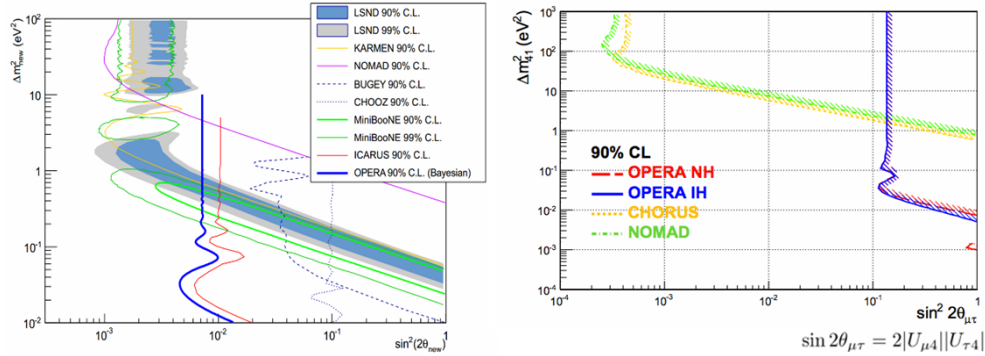 Δm²new (eV²)
10²
10
1
10⁻¹
10⁻²
10⁻³
10⁻²
10⁻¹
1
sin²(2θnew)
LSND 90% C.L.
LSND 99% C.L.
KARMEN 90% C.L.
NOMAD 90% C.L.
BUGEY 90% C.L.
CHOOZ 90% C.L.
MiniBooNE 90% C.L.
MiniBooNE 99% C.L.
ICARUS 90% C.L.
OPERA 90% C.L. (Bayesian)
Δm²41 (eV²)
10³
10²
10
1
10⁻¹
10⁻²
10⁻³
10⁻⁴
90% CL
OPERA NH
OPERA IH
CHORUS
NOMAD
10⁻⁴
10⁻³
10⁻²
10⁻¹
1
sin² 2θμτ
sin 2θμτ = 2|Uμ4||Uτ4|